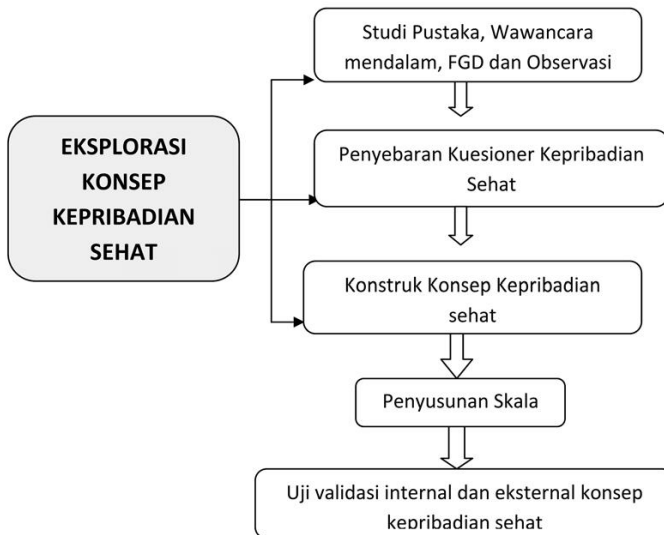 Studi Pustaka, Wawancara
mendalam, FGD dan Observasi
EKSPLORASI
KONSEP
KEPRIBADIAN
SEHAT
Penyebaran Kuesioner Kepribadian
Sehat
Konstruk Konsep Kepribadian
sehat
Penyusunan Skala
Uji validasi internal dan eksternal konsep
kepribadian sehat